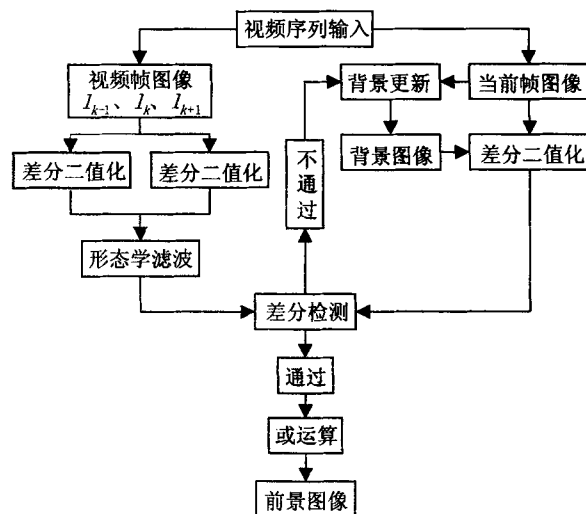 视频序列输入
视频帧图像
I_{k-1}、I_k、I_{k+1}
背景更新
当前帧图像
差分二值化
差分二值化
不通过
背景图像
差分二值化
形态学滤波
差分检测
通过
或运算
前景图像